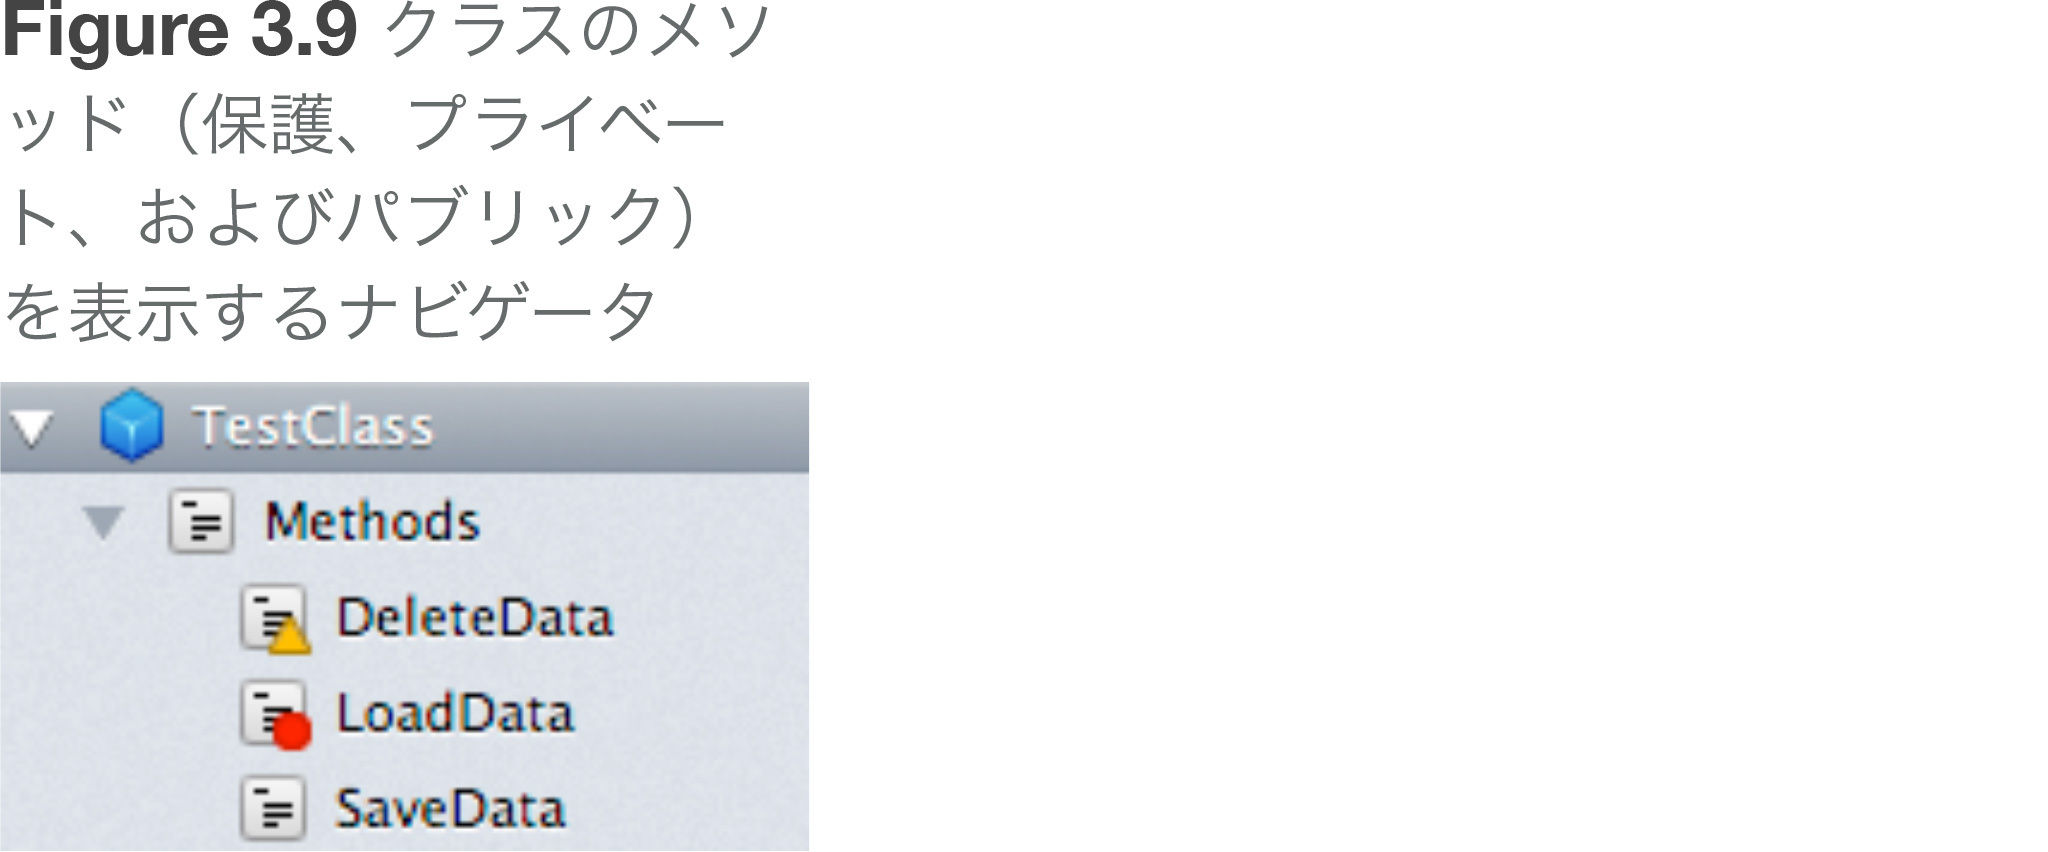 Figure 3.9 クラスのメソ
ッド（保護、プライベー
ト、およびパブリック）
を表示するナビゲータ
TestClass
Methods
DeleteData
LoadData
SaveData